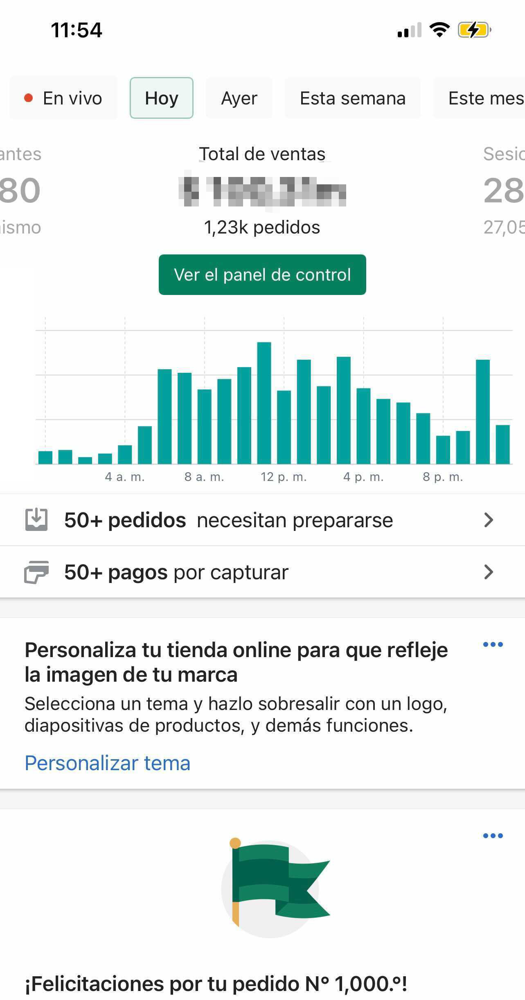 11:54
En vivo
Hoy
Ayer
Esta semana
Este mes
antes
80
Total de ventas
1,23k pedidos
28
27,05
Ver el panel de control
4 a. m.
8 a. m.
12 p. m.
4 p. m.
8 p. m.
50+ pedidos necesitan prepararse
50+ pagos por capturar
Personaliza tu tienda online para que refleje
la imagen de tu marca
Selecciona un tema y hazlo sobresalir con un logo,
diapositivas de productos, y demás funciones.
Personalizar tema
¡Felicitaciones por tu pedido N° 1,000.º!